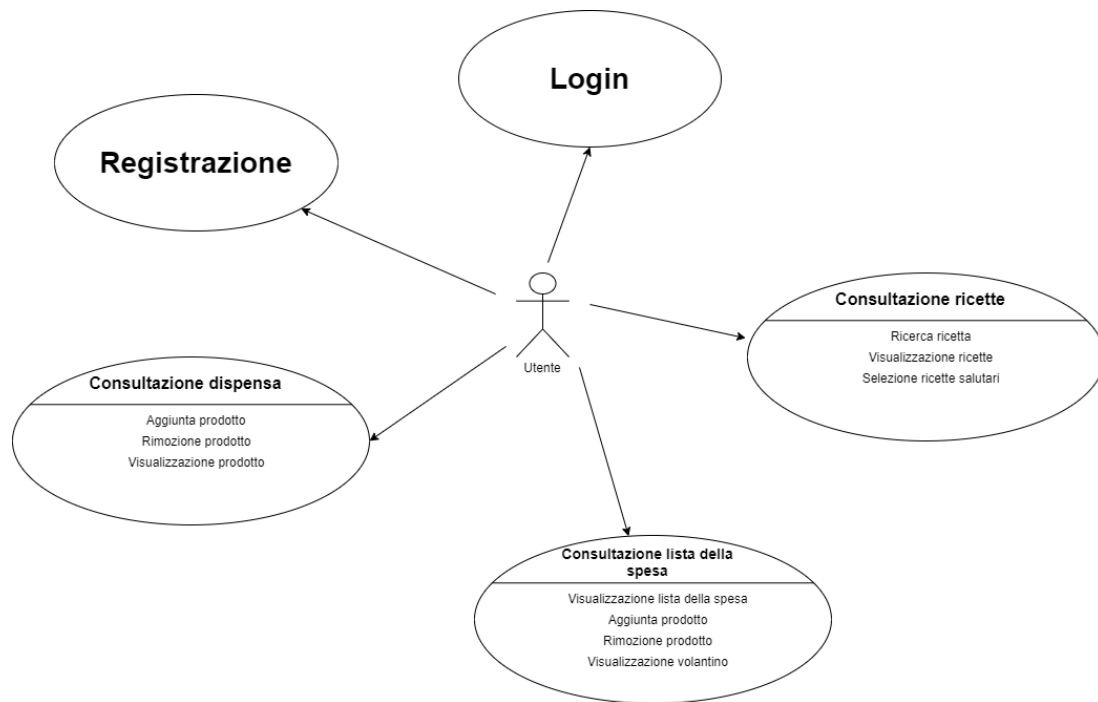 Login
Registrazione
Utente
Consultazione ricette
Ricerca ricetta
Visualizzazione ricette
Selezione ricette salutari
Consultazione dispensa
Aggiunta prodotto
Rimozione prodotto
Visualizzazione prodotto
Consultazione lista della
spesa
Visualizzazione lista della spesa
Aggiunta prodotto
Rimozione prodotto
Visualizzazione volantino